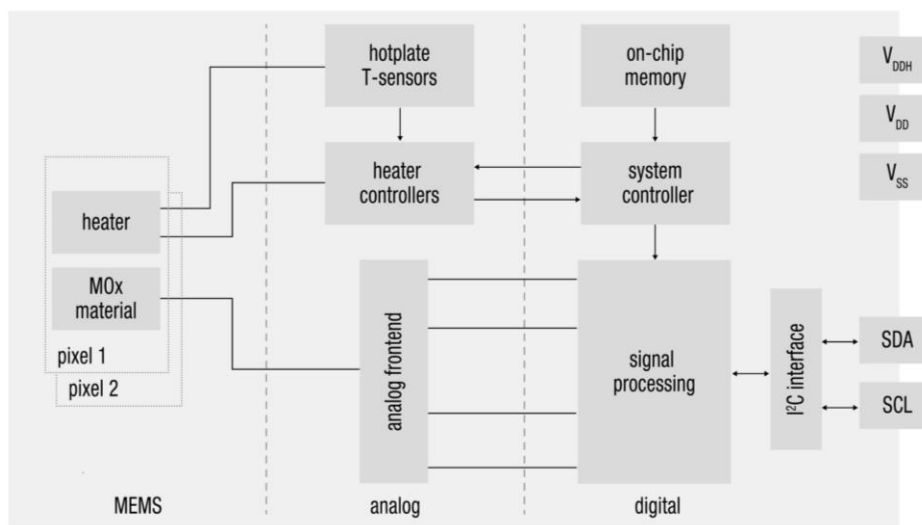 hotplate
T-sensors
on-chip
memory
V_DDH
V_DD
heater
controllers
system
controller
V_SS
heater
MOx
material
pixel 1
pixel 2
analog frontend
signal
processing
I²C interface
SDA
SCL
MEMS
analog
digital